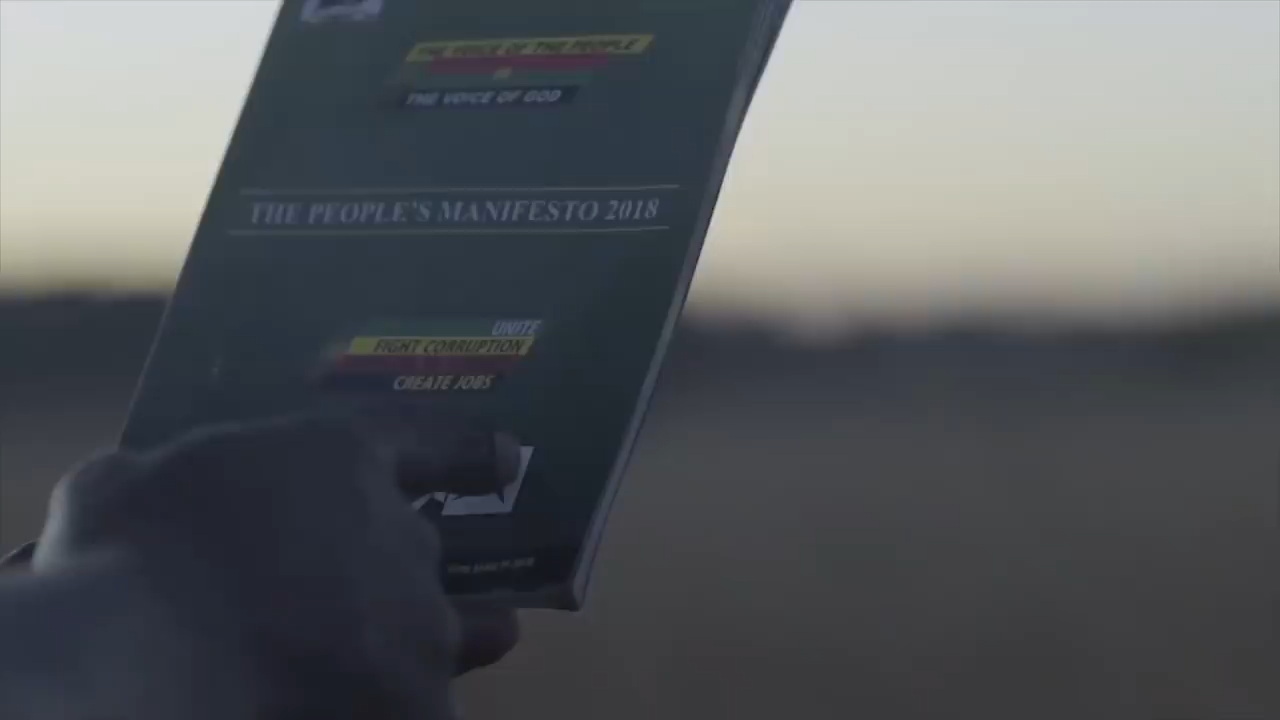 THE VOICE OF THE PEOPLE
THE VOICE OF GOD
THE PEOPLE'S MANIFESTO 2018
UNITE
FIGHT CORRUPTION
CREATE JOBS